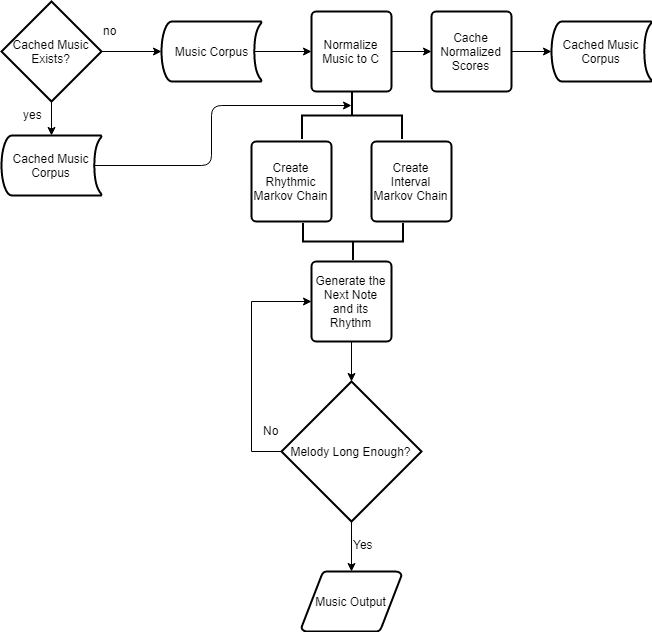 Cached Music
Exists?
no
Music Corpus
Normalize
Music to C
Cache
Normalized
Scores
Cached Music
Corpus
yes
Cached Music
Corpus
Create
Rhythmic
Markov Chain
Create
Interval
Markov Chain
Generate the
Next Note
and its
Rhythm
No
Melody Long Enough?
Yes
Music Output